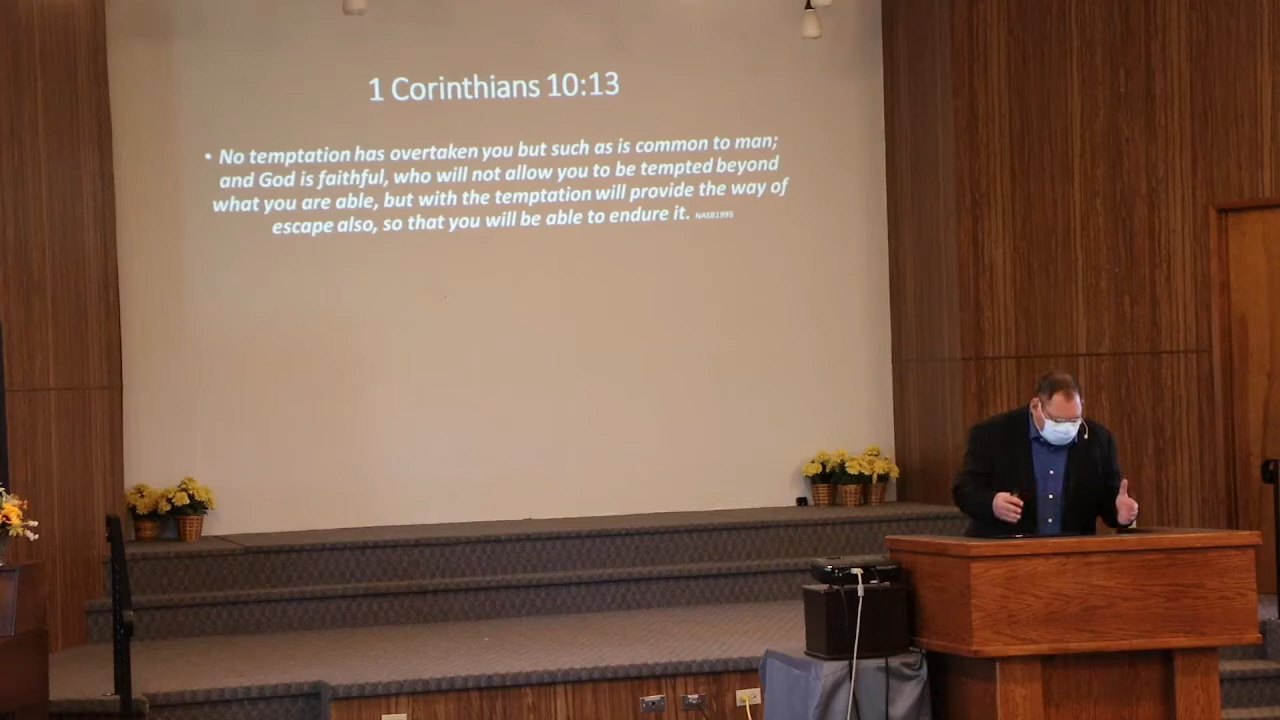 1 Corinthians 10:13
• No temptation has overtaken you but such as is common to man;
and God is faithful, who will not allow you to be tempted beyond
what you are able, but with the temptation will provide the way of
escape also, so that you will be able to endure it. NASB1995